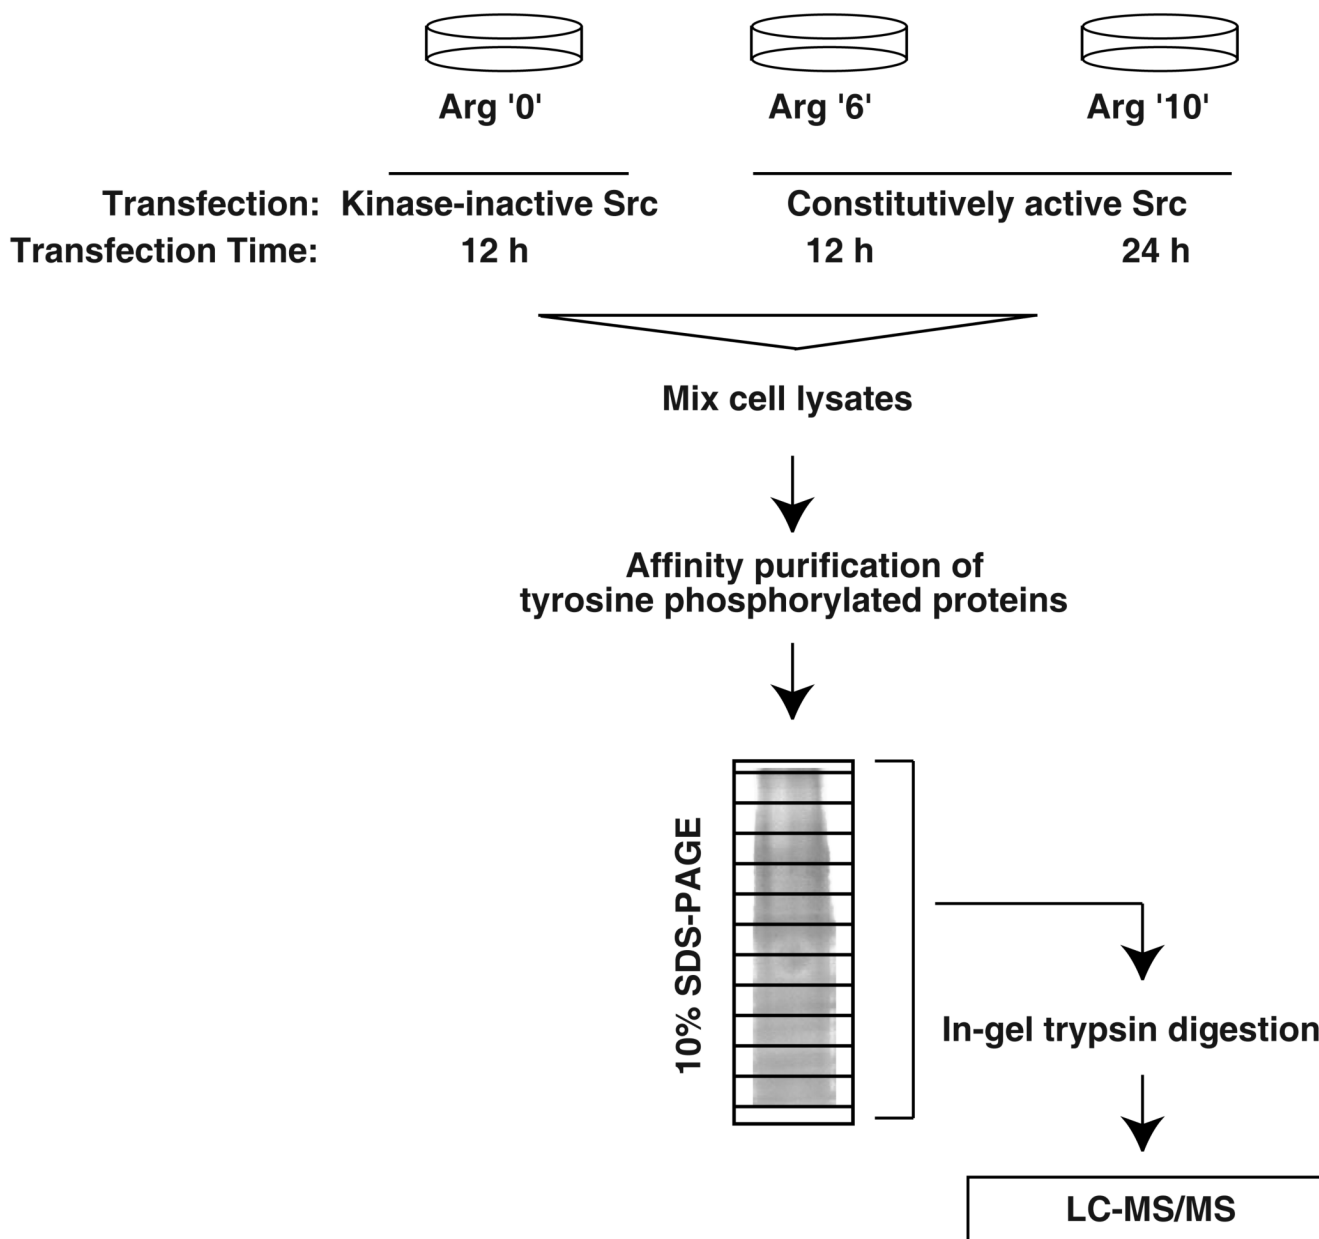 Arg '0' Arg '6' Arg '10'
Transfection: Kinase-inactive Src Constitutively active Src
Transfection Time: 12 h 12 h 24 h
Mix cell lysates
Affinity purification of
tyrosine phosphorylated proteins
10% SDS-PAGE
In-gel trypsin digestion
LC-MS/MS